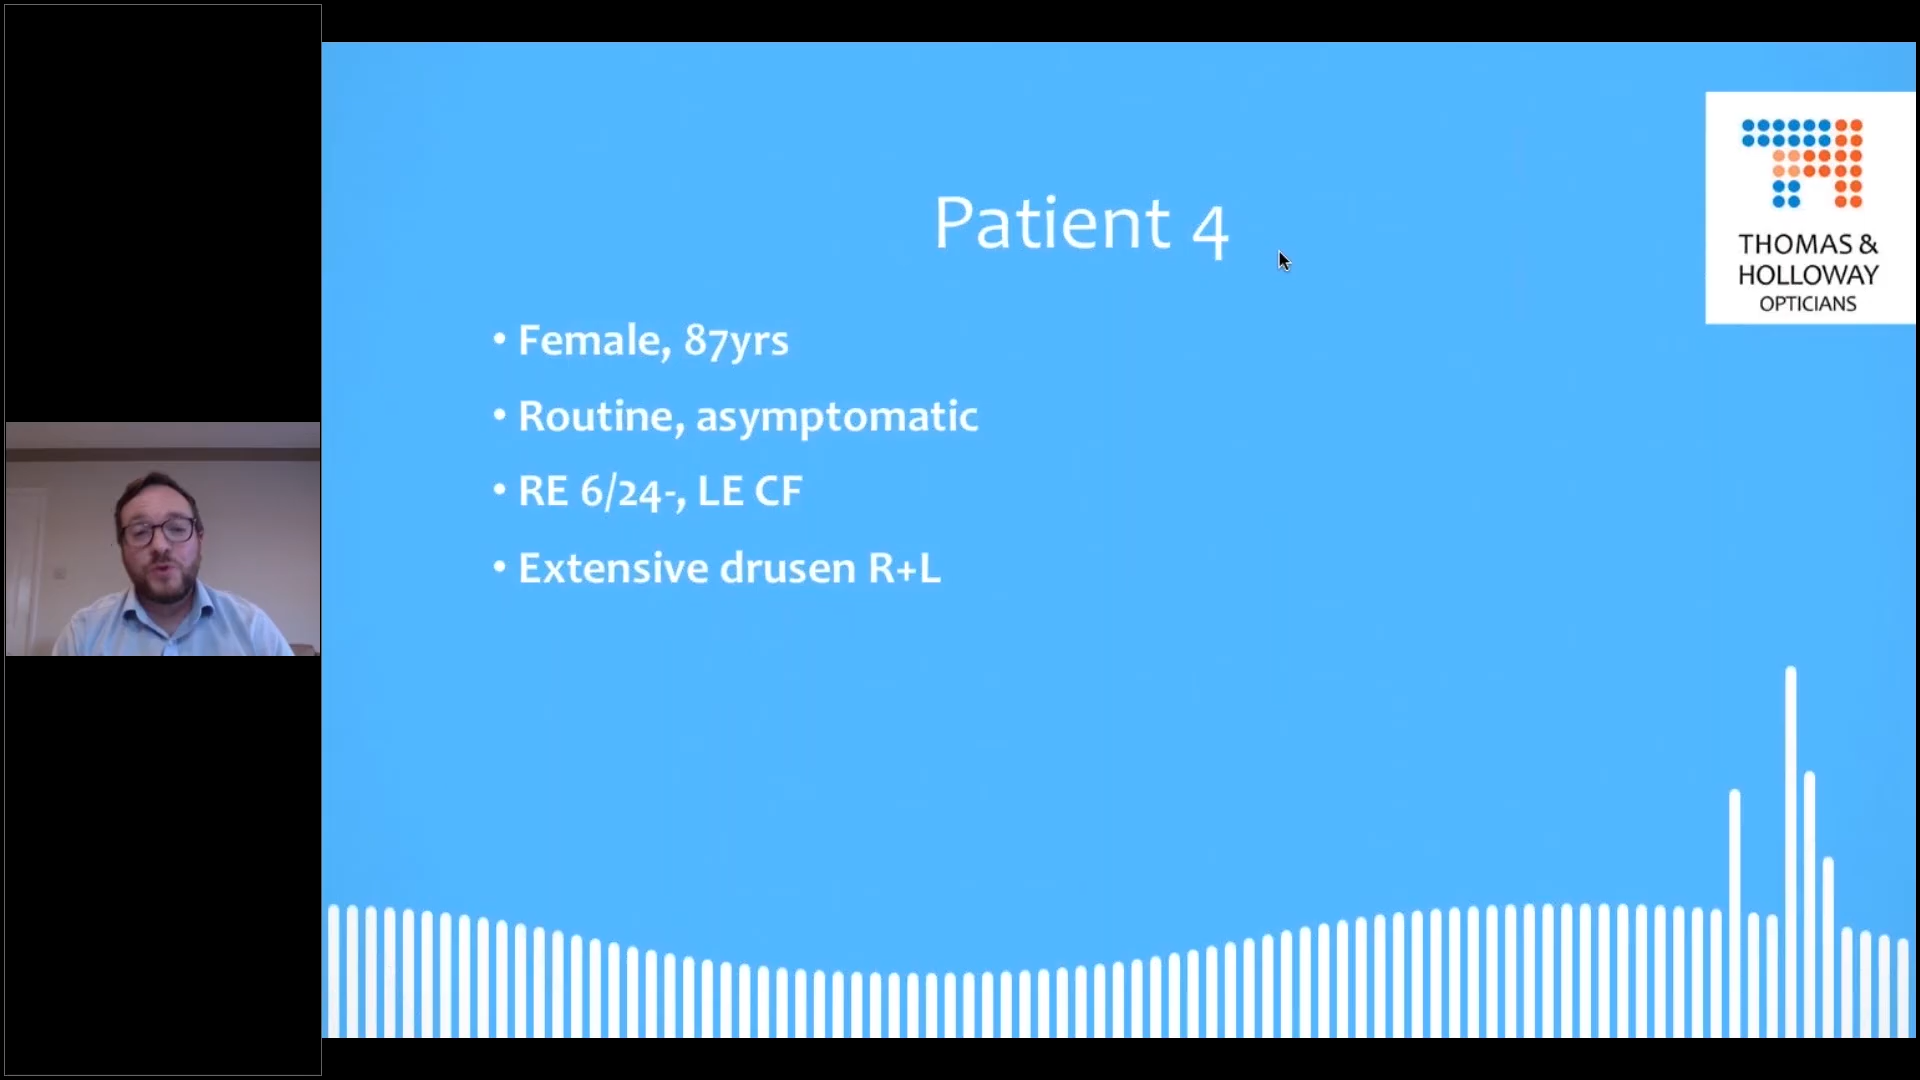 Patient 4
THOMAS &
HOLLOWAY
OPTICIANS
• Female, 87yrs
• Routine, asymptomatic
• RE 6/24-, LE CF
• Extensive drusen R+L